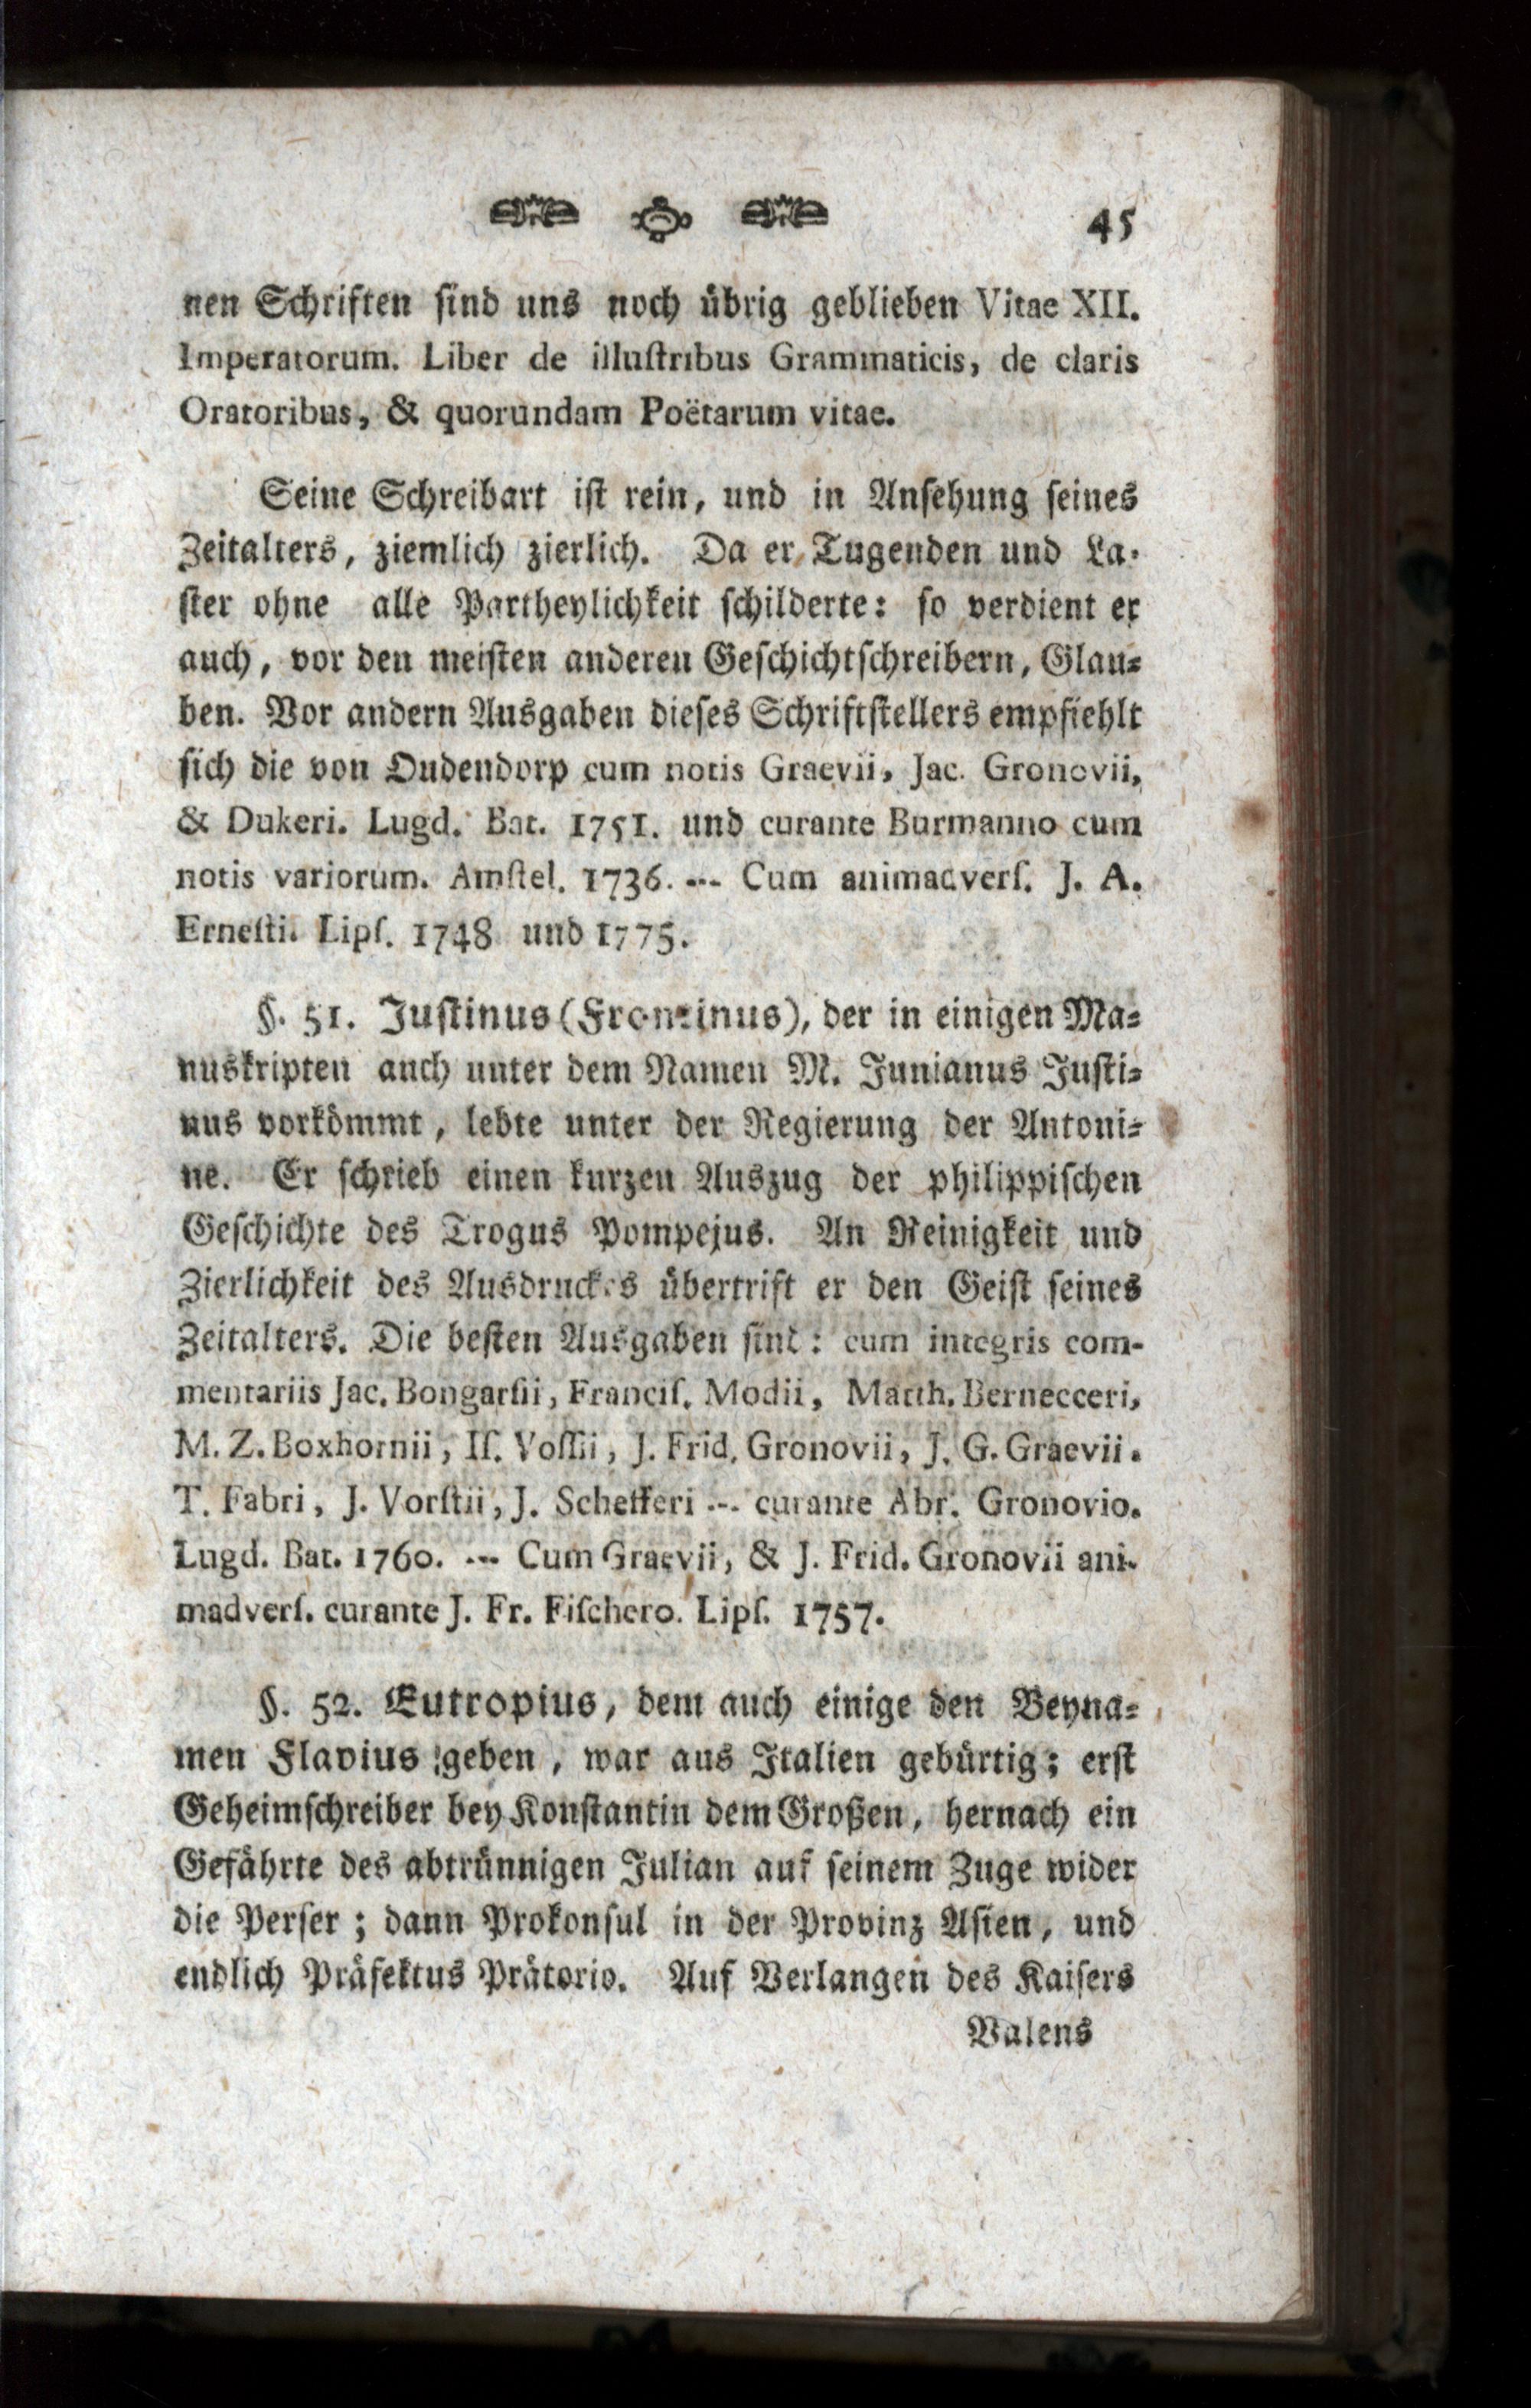 45
nen Schriften sind uns noch übrig geblieben Vitae XII.
Imperatorum. Liber de illuſtribus Grammaticis, de claris
Oratoribus, & quorundam Poëtarum vitae.
Seine Schreibart ist rein, und in Ansehung seines
Zeitalters, ziemlich zierlich. Da er Tugenden und La-
ster ohne alle Partheylichkeit schilderte: so verdient er
auch, vor den meisten anderen Geschichtschreibern, Glau-
ben. Vor andern Ausgaben dieses Schriftstellers empfiehlt
sich die von Oudendorp cum notis Graevii, Jac. Gronovii,
& Dukeri. Lugd. Bat. 1751. und curante Burmanno cum
notis variorum. Amſtel. 1736. --- Cum animadverſ. J. A.
Erneſti. Lipſ. 1748 und 1775.
§. 51. Justinus (Frontinus), der in einigen Ma-
nuskripten auch unter dem Namen M. Junianus Justi-
nus vorkömmt, lebte unter der Regierung der Antoni-
ne. Er schrieb einen kurzen Auszug der philippischen
Geschichte des Trogus Pompejus. An Reinigkeit und
Zierlichkeit des Ausdruckes übertrift er den Geist seines
Zeitalters. Die besten Ausgaben sind: cum integris com-
mentariis Jac. Bongarſii, Franciſ. Modii, Matth. Bernecceri,
M. Z. Boxhornii, Iſ. Voſſii, J. Frid. Gronovii, J. G. Graevii.
T. Fabri, J. Vorſtii, J. Schefferi --- curante Abr. Gronovio.
Lugd. Bat. 1760. --- Cum Graevii, & J. Frid. Gronovii ani-
madverſ. curante J. Fr. Fiſchero. Lipſ. 1757.
§. 52. Eutropius, dem auch einige den Beyna-
men Flavius geben, war aus Italien gebürtig; erst
Geheimschreiber bey Konstantin dem Großen, hernach ein
Gefährte des abtrünnigen Julian auf seinem Zuge wider
die Perser; dann Prokonsul in der Provinz Asien, und
endlich Präfektus Prätorio. Auf Verlangen des Kaisers
Valens